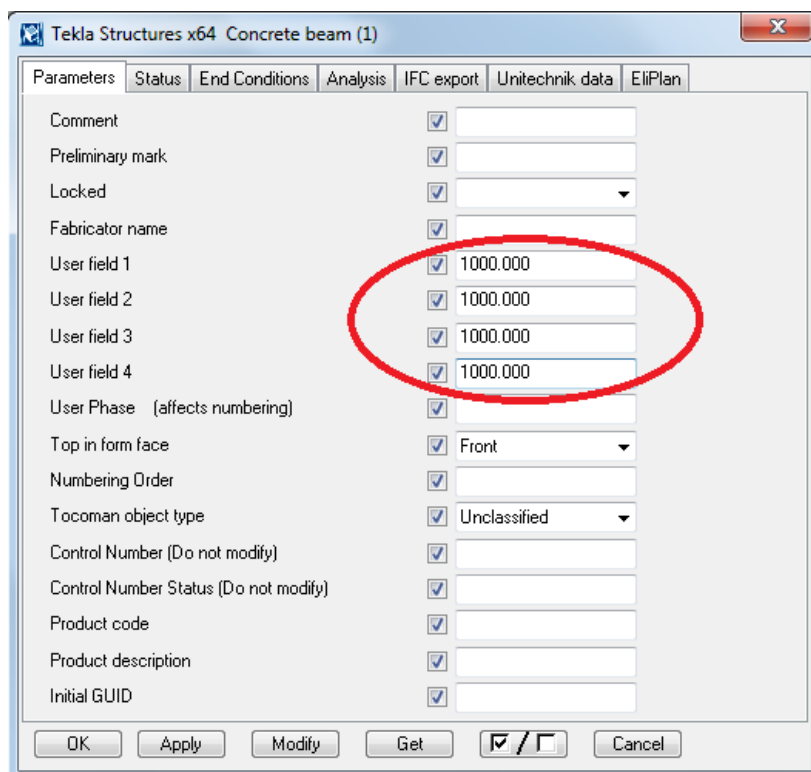 Tekla Structures x64 Concrete beam (1)
Parameters Status End Conditions Analysis IFC export Unitechnik data EliPlan
Comment
Preliminary mark
Locked
Fabricator name
User field 1 1000.000
User field 2 1000.000
User field 3 1000.000
User field 4 1000.000
User Phase (affects numbering)
Top in form face Front
Numbering Order
Tocoman object type Unclassified
Control Number (Do not modify)
Control Number Status (Do not modify)
Product code
Product description
Initial GUID
OK Apply Modify Get / Cancel